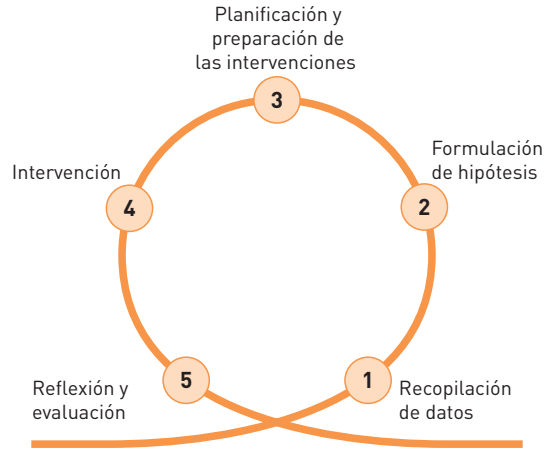 Planificación y
preparación de
las intervenciones
3
Formulación
de hipótesis
2
Intervención
4
5
Reflexión y
evaluación
1
Recopilación
de datos